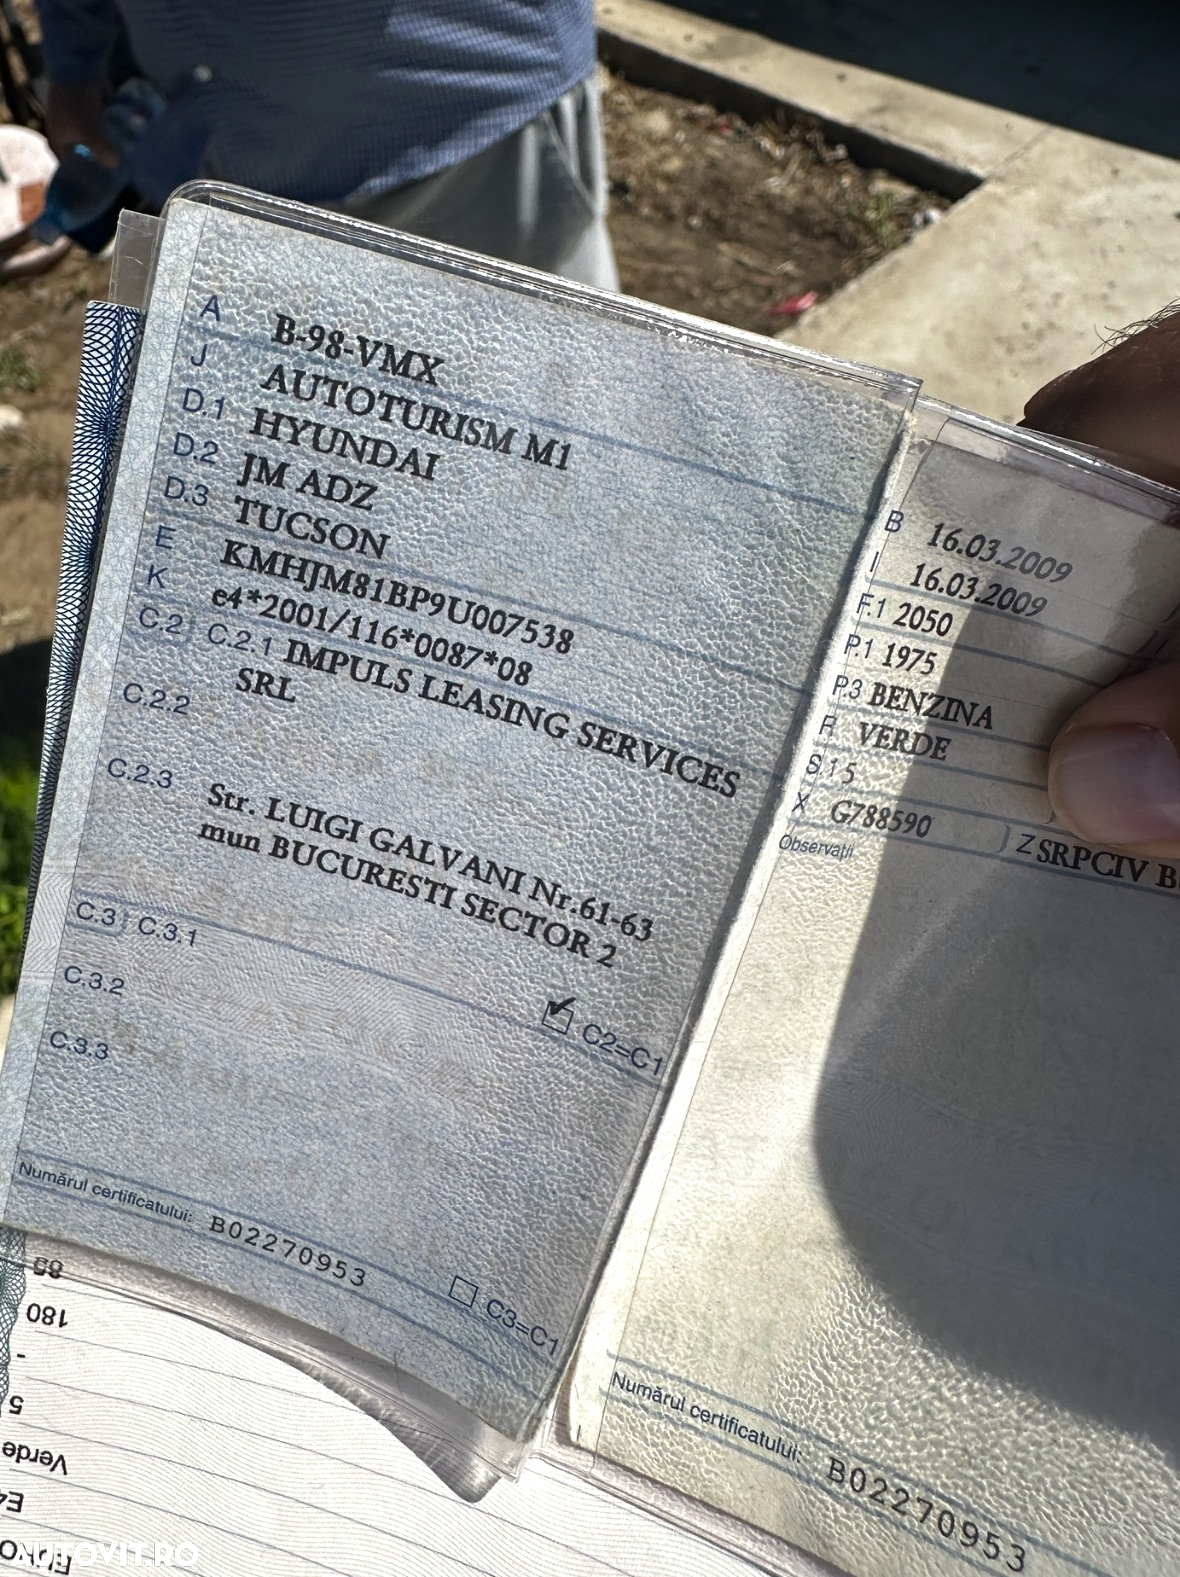 A B-98-VMX
J AUTOTURISM M1
D.1 HYUNDAI
D.2 JM ADZ
D.3 TUCSON
E KMHJM81BP9U007538
K e4*2001/116*0087*08
C.2 C.2.1 IMPULS LEASING SERVICES
SRL
C.2.2
C.2.3 Str. LUIGI GALVANI Nr.61-63
mun BUCURESTI SECTOR 2
C.3 C.3.1
C2=C1
C.3.2
C.3.3
Numărul certificatului: B02270953
C3=C1
B 16.03.2009
I 16.03.2009
F.1 2050
P.1 1975
P.3 BENZINA
R VERDE
S.1 5
X G788590 Z SRPCIV B
Observații
Numărul certificatului: B02270953
85
180
-
5
Verde
E4
AUTOVIT.RO